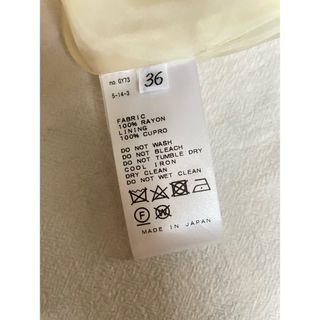 no. GY73
36
5-14-3
FABRIC
100% RAYON
LINING
100% CUPRO
DO NOT WASH
DO NOT BLEACH
DO NOT TUMBLE DRY
COOL IRON
DRY CLEAN
DO NOT WET CLEAN
F W
MADE IN JAPAN